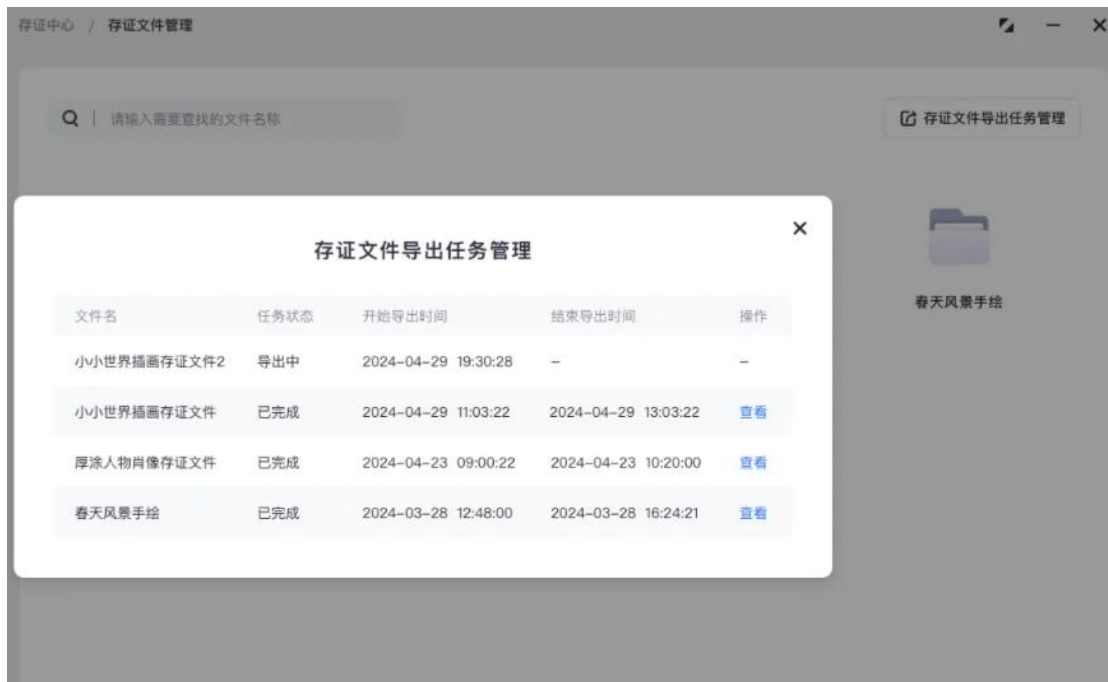 存证中心 / 存证文件管理
请输入需要查找的文件名称
存证文件导出任务管理
春天风景手绘
存证文件导出任务管理
文件名 任务状态 开始导出时间 结束导出时间 操作
小小世界插画存证文件2 导出中 2024-04-29 19:30:28 - -
小小世界插画存证文件 已完成 2024-04-29 11:03:22 2024-04-29 13:03:22 查看
厚涂人物肖像存证文件 已完成 2024-04-23 09:00:22 2024-04-23 10:20:00 查看
春天风景手绘 已完成 2024-03-28 12:48:00 2024-03-28 16:24:21 查看